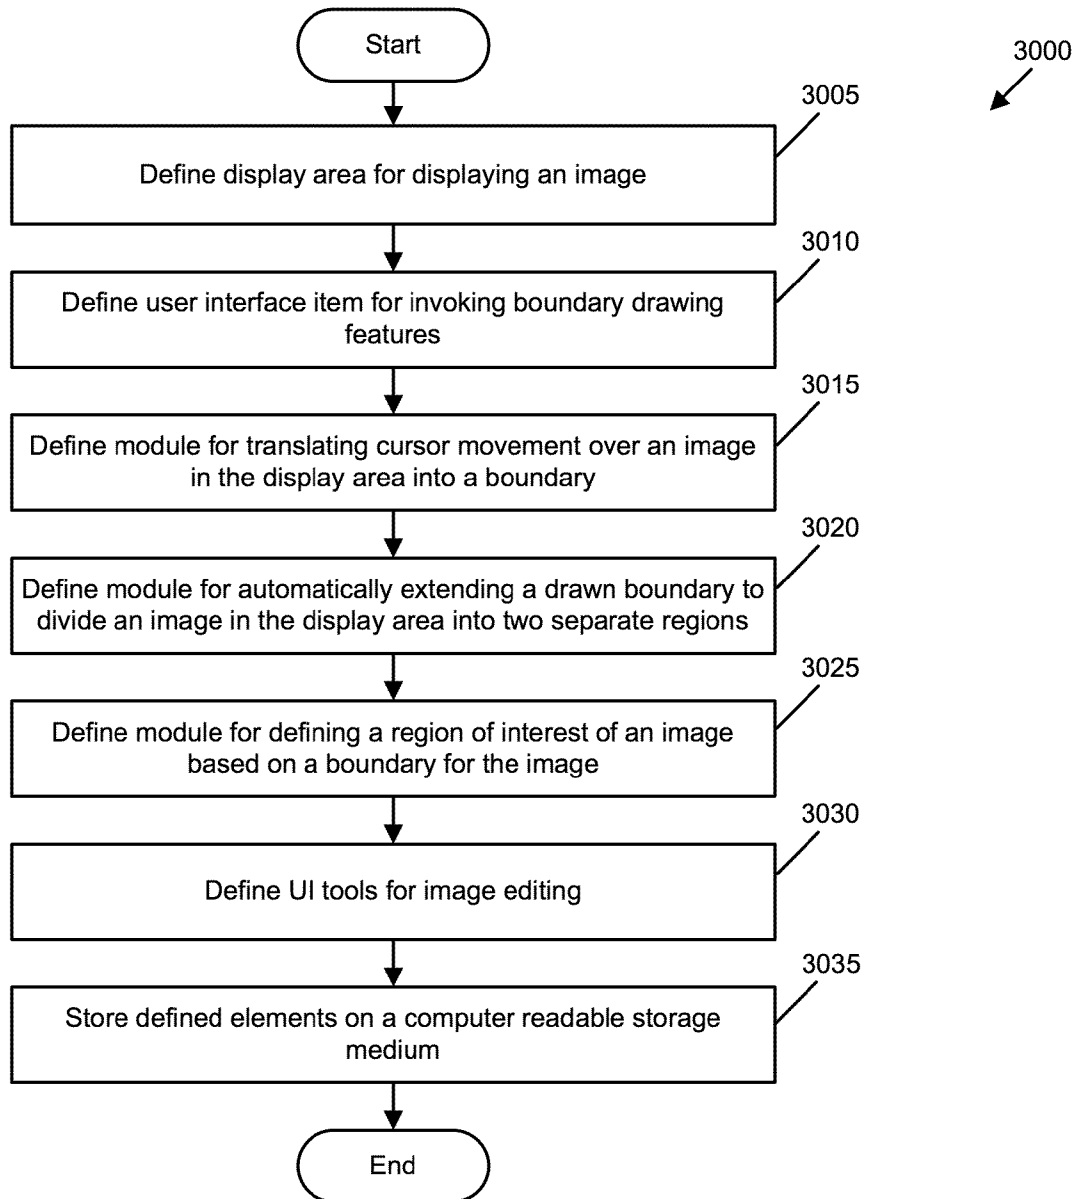 Start
3000
3005
Define display area for displaying an image
3010
Define user interface item for invoking boundary drawing
features
3015
Define module for translating cursor movement over an image
in the display area into a boundary
3020
Define module for automatically extending a drawn boundary to
divide an image in the display area into two separate regions
3025
Define module for defining a region of interest of an image
based on a boundary for the image
3030
Define UI tools for image editing
3035
Store defined elements on a computer readable storage
medium
End